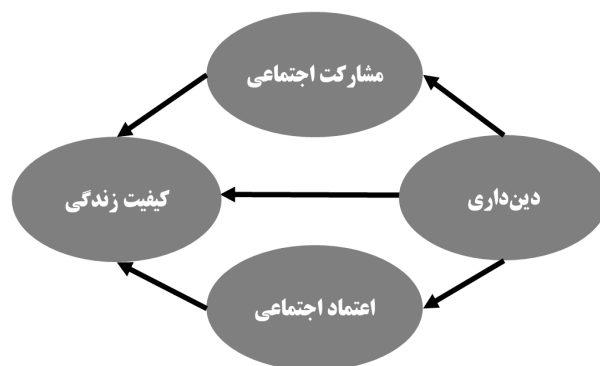 مشارکت اجتماعی
دین‌داری
کیفیت زندگی
اعتماد اجتماعی